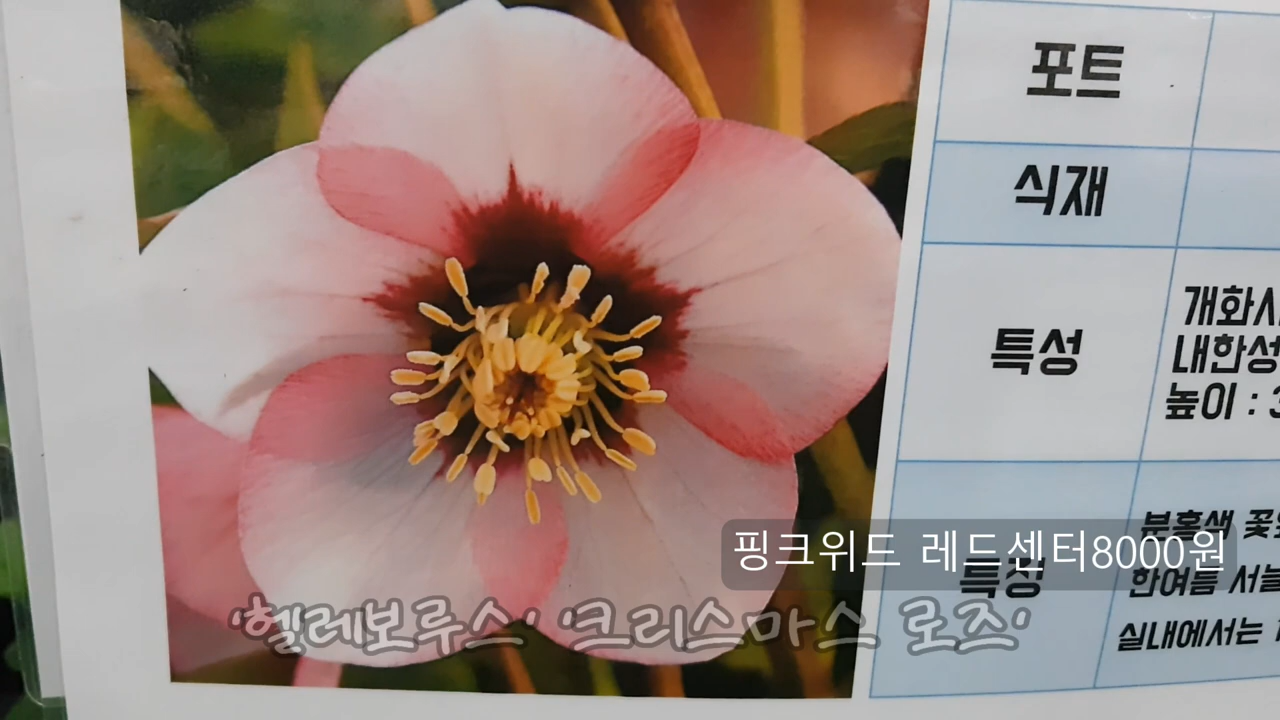 포트
식재
특성
개화시
내한성
높이 : 3
핑크위드 레드센터8000원
특징
분홍색 꽃
한여름 서늘
실내에서는
'헬레보루스' '크리스마스 로즈'